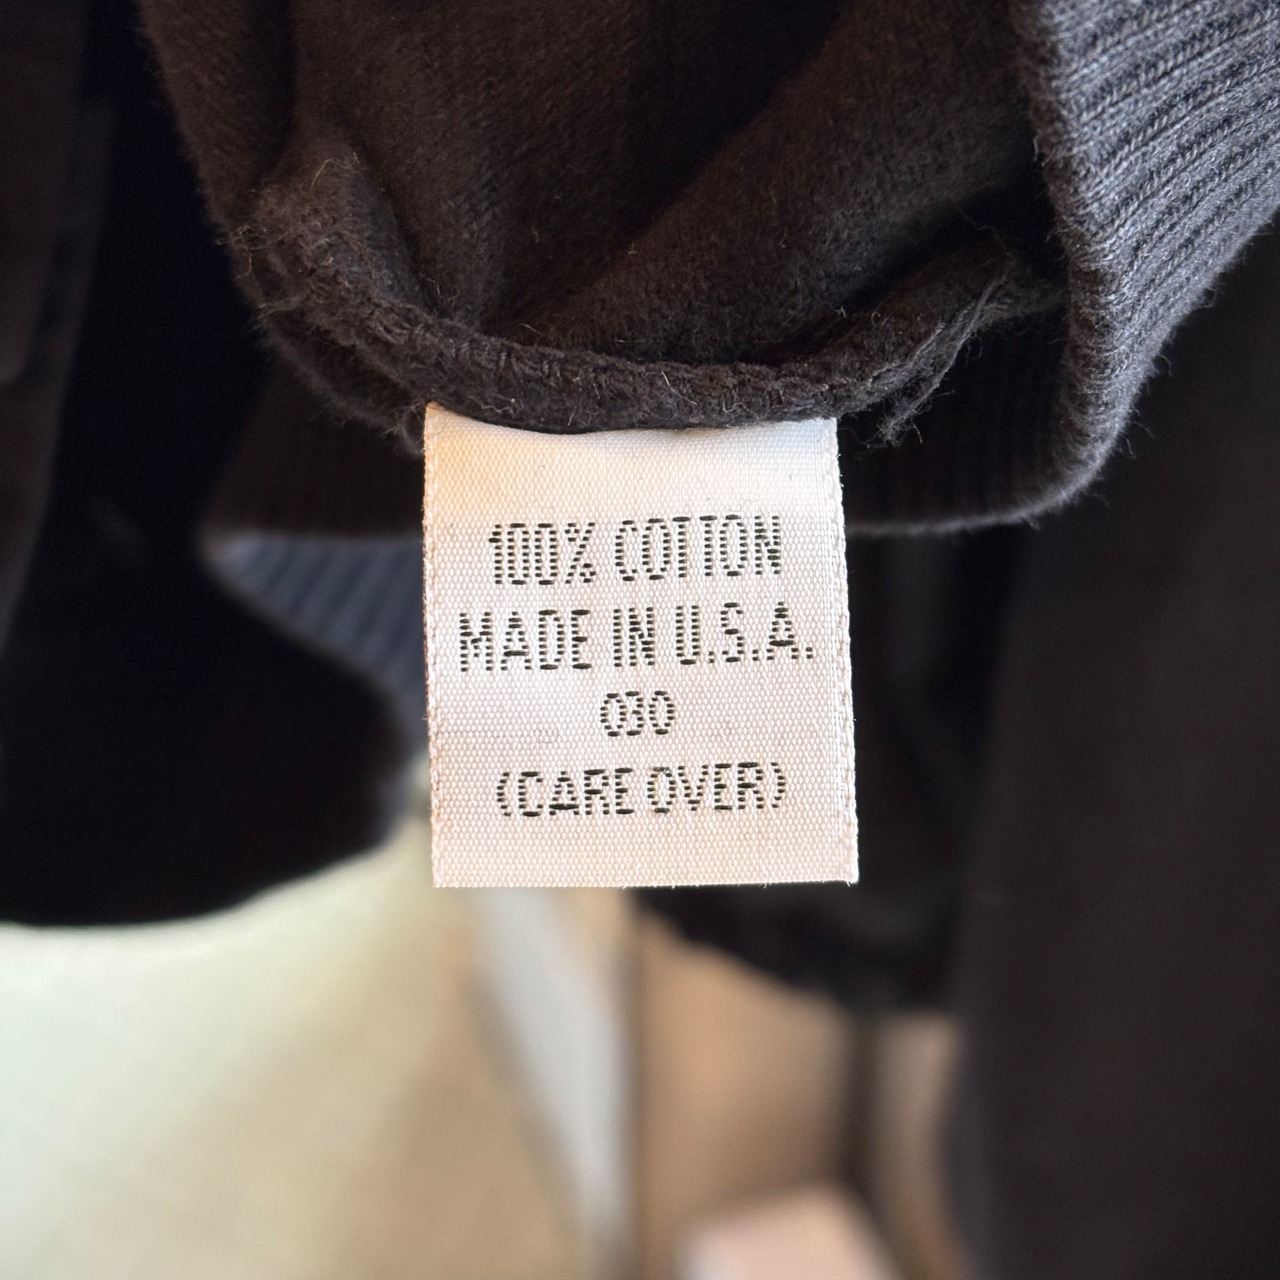 100% COTTON
MADE IN U.S.A.
030
(CARE OVER)